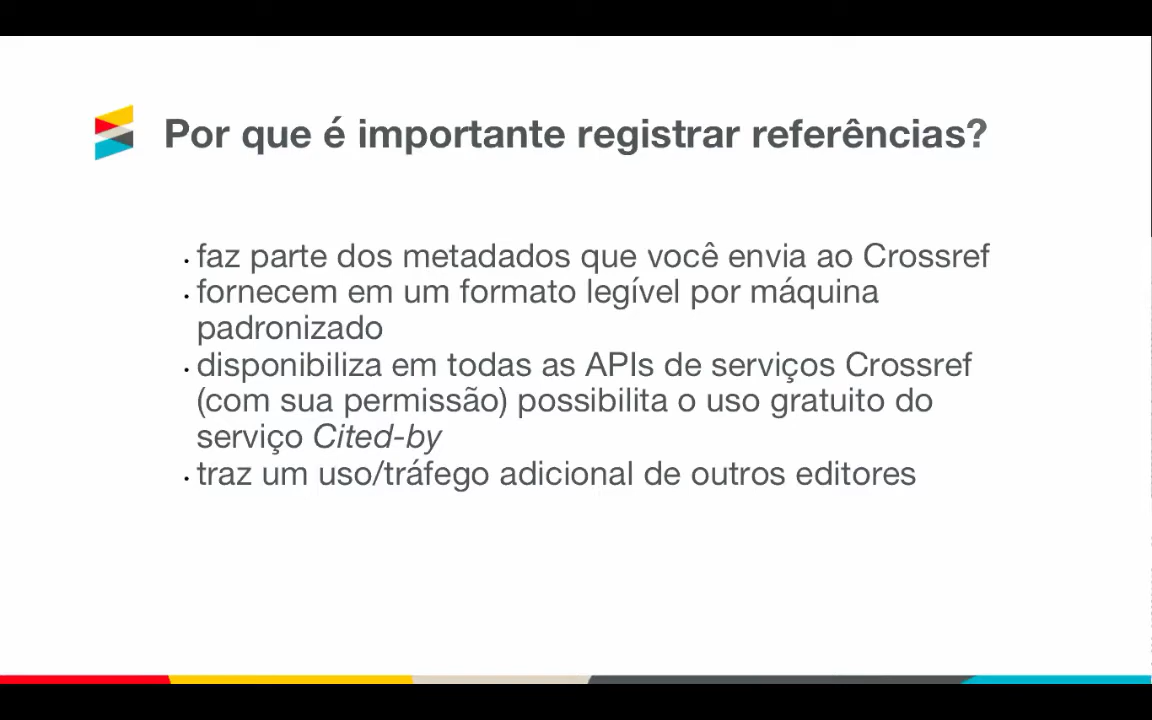 Por que é importante registrar referências?
. faz parte dos metadados que você envia ao Crossref
. fornecem em um formato legível por máquina
padronizado
. disponibiliza em todas as APIs de serviços Crossref
(com sua permissão) possibilita o uso gratuito do
serviço Cited-by
. traz um uso/tráfego adicional de outros editores